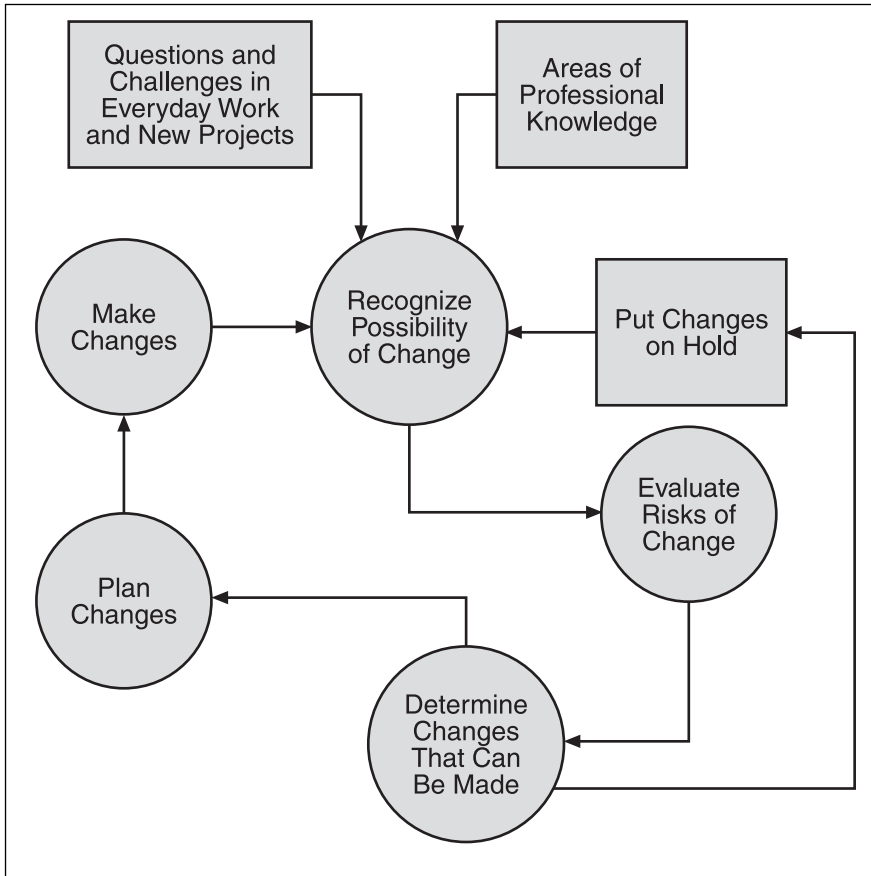 Questions and
Challenges in
Everyday Work
and New Projects
Areas of
Professional
Knowledge
Make
Changes
Recognize
Possibility
of Change
Put Changes
on Hold
Evaluate
Risks of
Change
Plan
Changes
Determine
Changes
That Can
Be Made